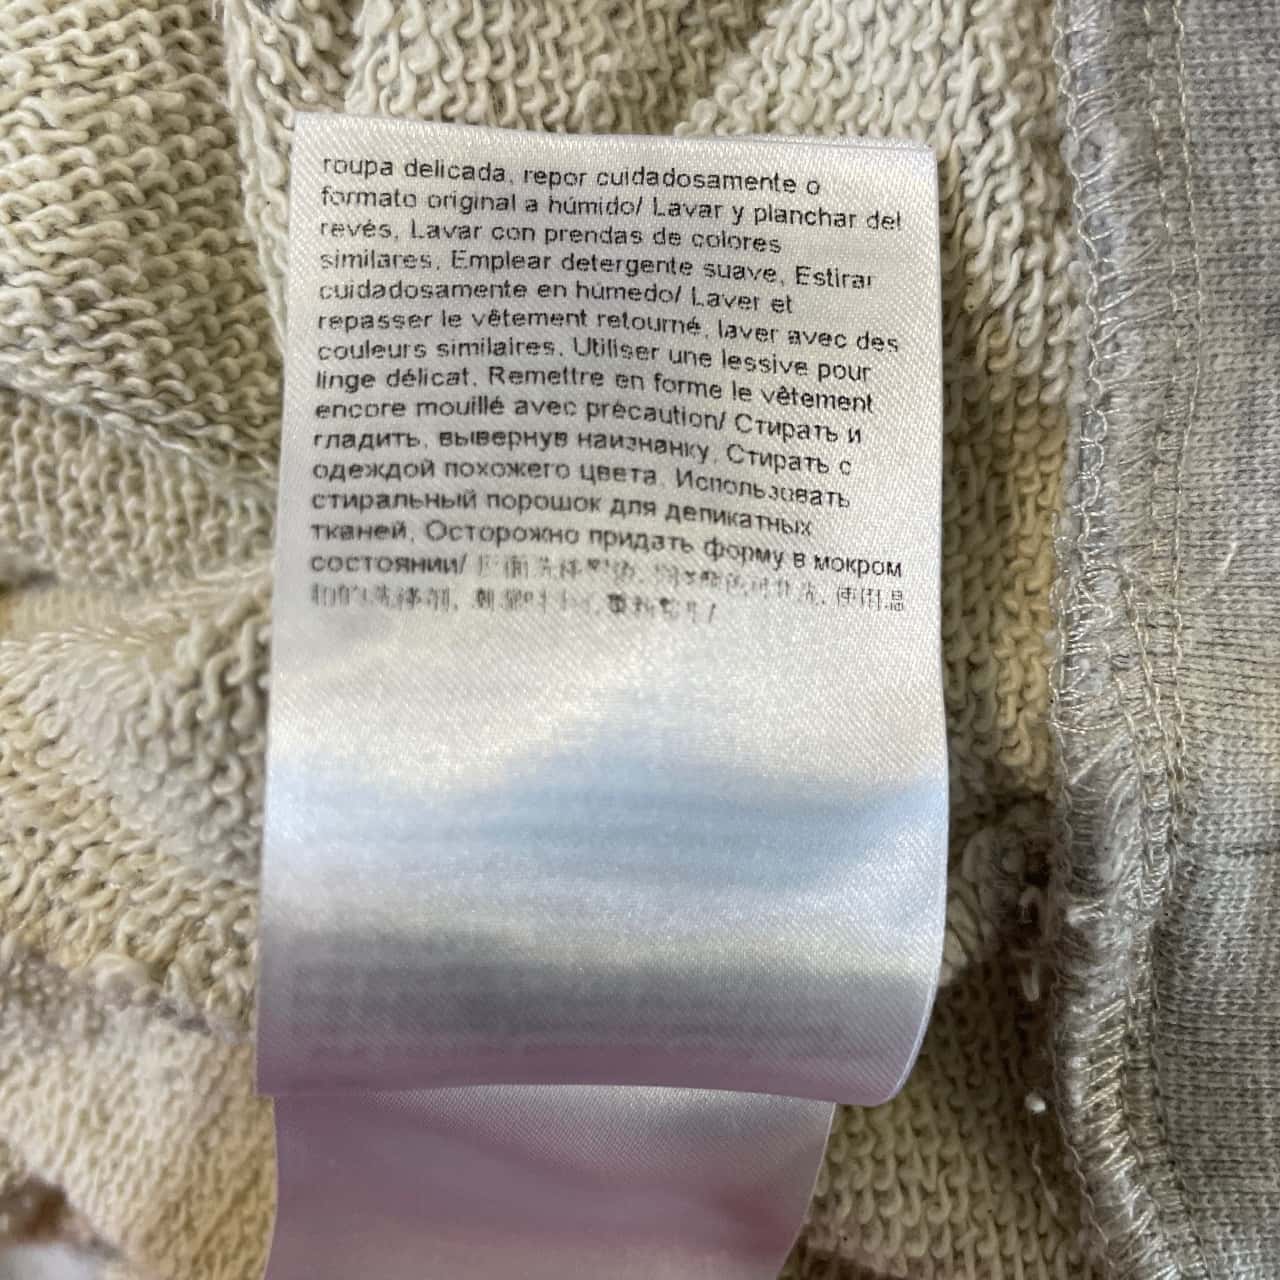 roupa delicada, repor cuidadosamente o
formato original a húmido/ Lavar y planchar del
revés, Lavar con prendas de colores
similares, Emplear detergente suave, Estirar
cuidadosamente en húmedo/ Laver et
repasser le vêtement retourné, laver avec des
couleurs similaires, Utiliser une lessive pour
linge délicat, Remettre en forme le vêtement
encore mouillé avec précaution/ Стирать и
гладить, вывернув наизнанку, Стирать с
одеждой похожего цвета, Использовать
стиральный порошок для деликатных
тканей, Осторожно придать форму в мокром
состоянии/